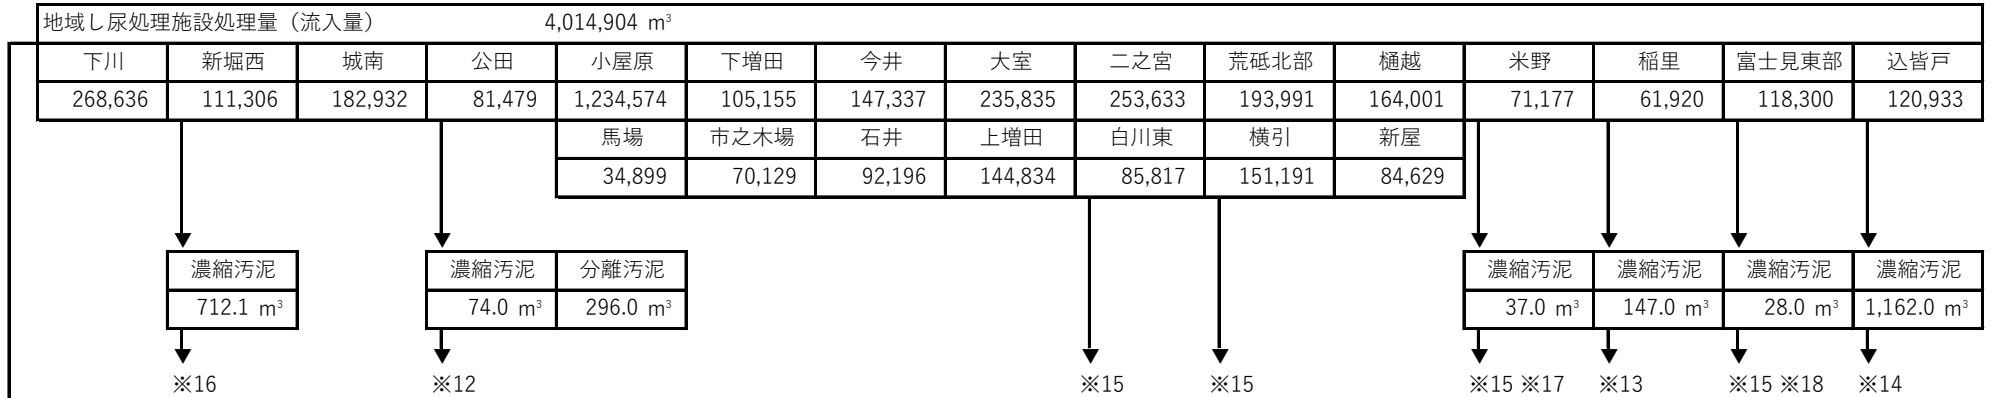 地域し尿処理施設処理量（流入量） 4,014,904 m³
下川 新堀西 城南 公田 小屋原 下増田 今井 大室 二之宮 荒砥北部 樋越 米野 稲里 富士見東部 込皆戸
268,636 111,306 182,932 81,479 1,234,574 105,155 147,337 235,835 253,633 193,991 164,001 71,177 61,920 118,300 120,933
馬場 市之木場 石井 上増田 白川東 横引 新屋
34,899 70,129 92,196 144,834 85,817 151,191 84,629
濃縮汚泥 濃縮汚泥 分離汚泥 濃縮汚泥 濃縮汚泥 濃縮汚泥 濃縮汚泥
712.1 m³ 74.0 m³ 296.0 m³ 37.0 m³ 147.0 m³ 28.0 m³ 1,162.0 m³
※16 ※12 ※15 ※15 ※15 ※17 ※13 ※15 ※18 ※14